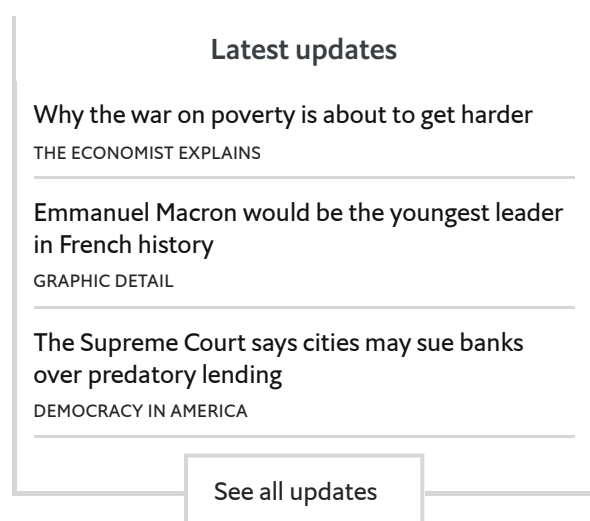 Latest updates
Why the war on poverty is about to get harder
THE ECONOMIST EXPLAINS
Emmanuel Macron would be the youngest leader
in French history
GRAPHIC DETAIL
The Supreme Court says cities may sue banks
over predatory lending
DEMOCRACY IN AMERICA
See all updates